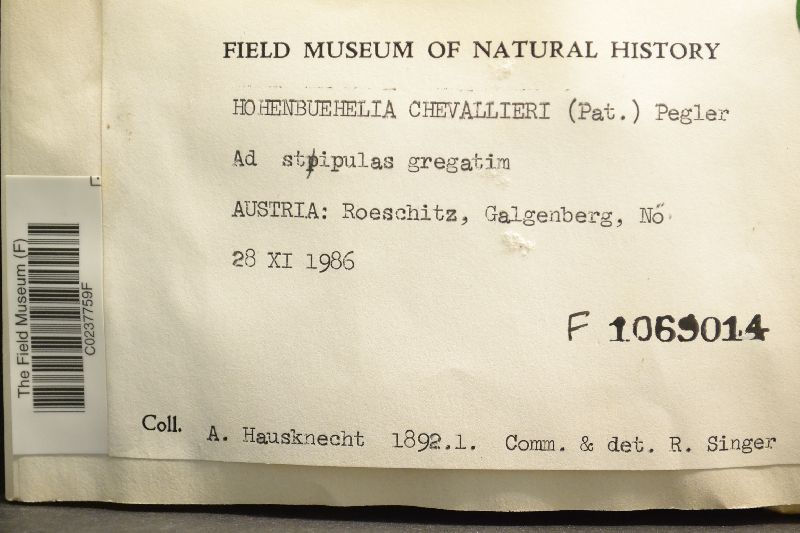 FIELD MUSEUM OF NATURAL HISTORY
HOHENBUEHELIA CHEVALLIERI (Pat.) Pegler
Ad stipulas gregatim
AUSTRIA: Roeschitz, Galgenberg, Nö.
28 XI 1986
F 1069014
Coll. A. Hausknecht 1892.1. Comm. & det. R. Singer
The Field Museum (F)
C0237759F